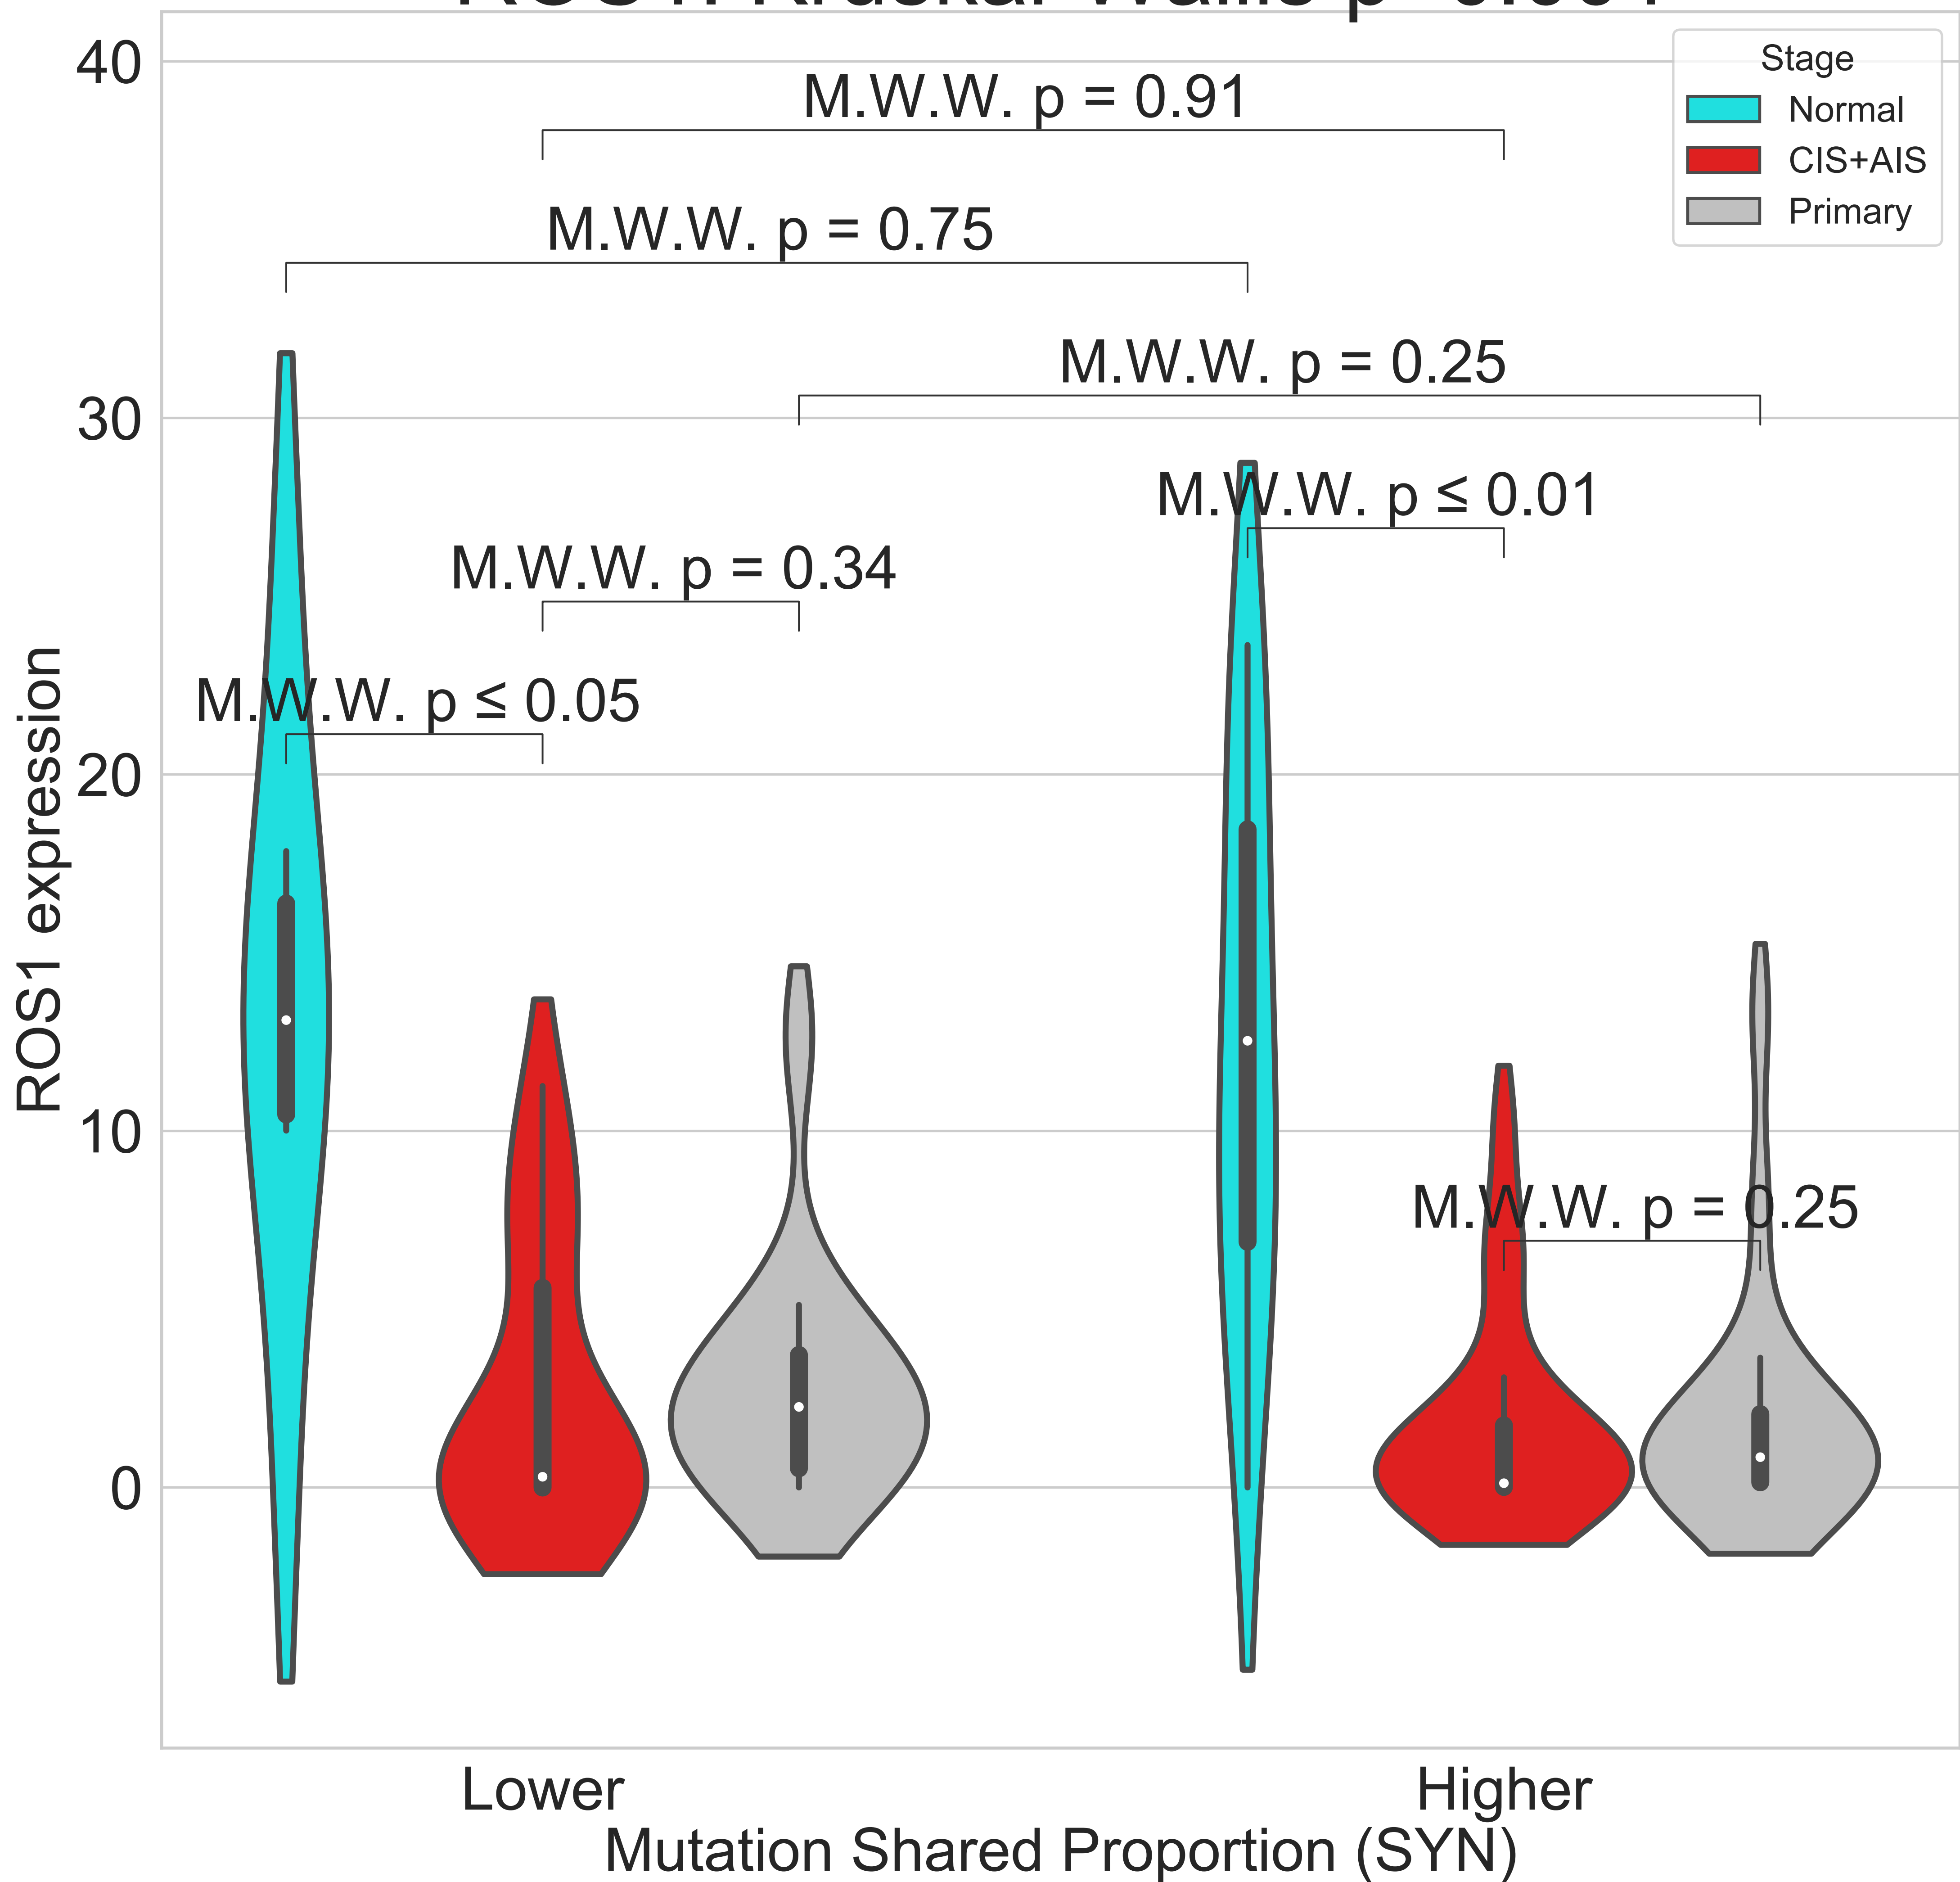 M.W.W. p = 0.91
M.W.W. p = 0.75
M.W.W. p = 0.25
M.W.W. p ≤ 0.01
M.W.W. p = 0.34
M.W.W. p ≤ 0.05
M.W.W. p = 0.25
Stage
Normal
CIS+AIS
Primary
40
30
20
10
0
ROS1 expression
Lower
Higher
Mutation Shared Proportion (SYN)